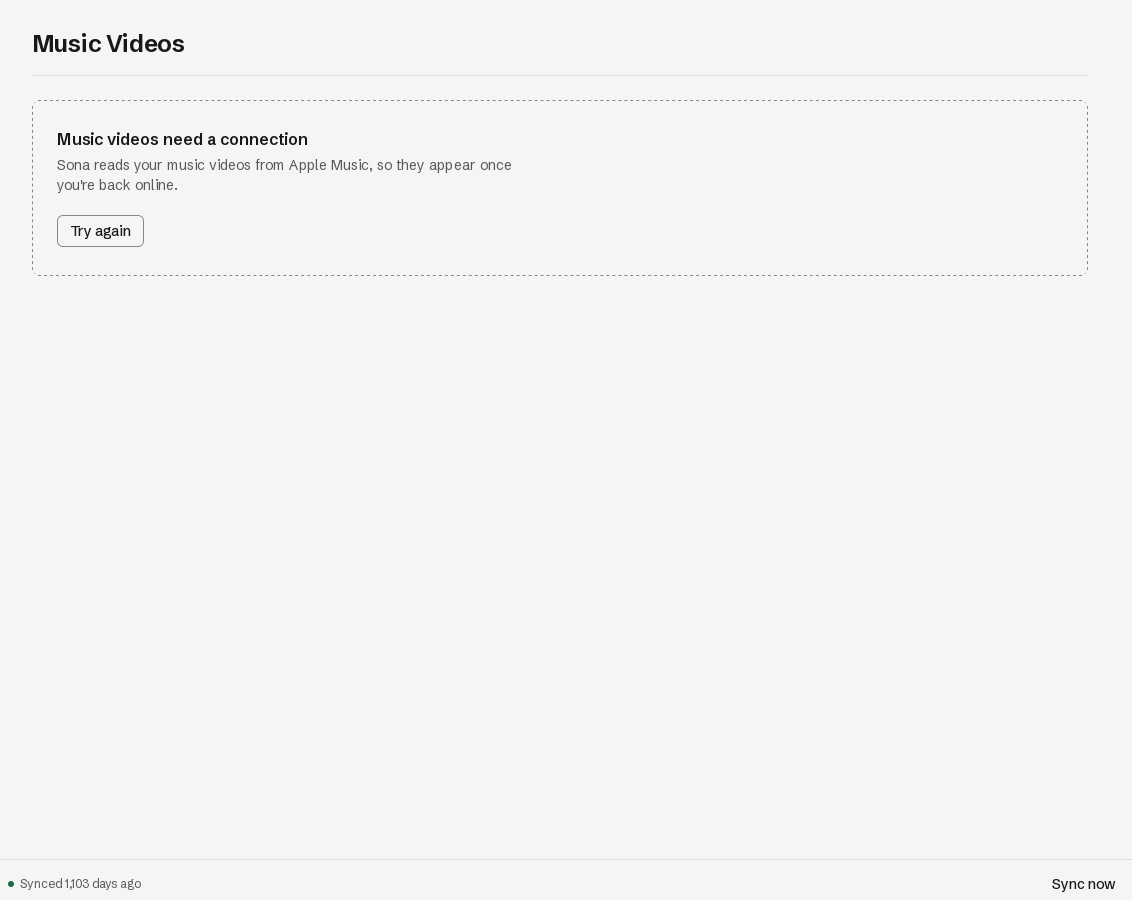 Music Videos
Music videos need a connection
Sona reads your music videos from Apple Music, so they appear once
you're back online.
Try again
Synced 1,103 days ago
Sync now